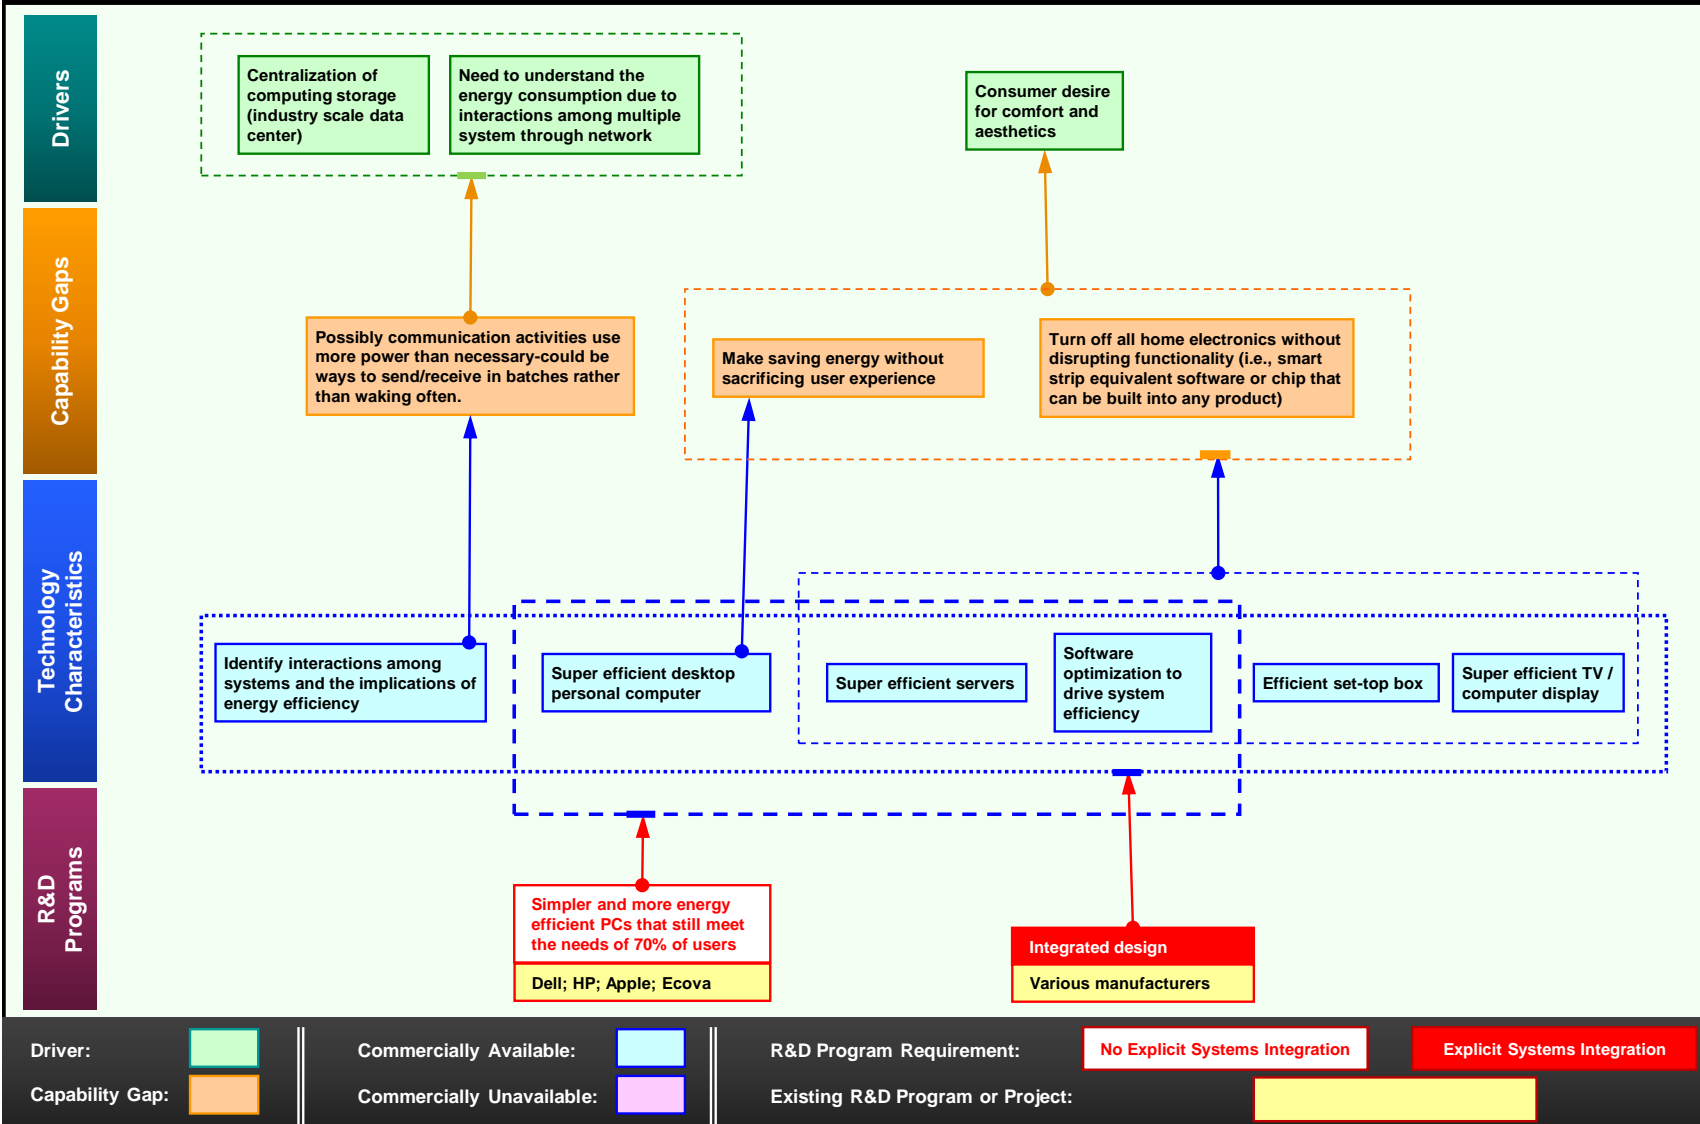 Drivers
Centralization of
computing storage
(industry scale data
center)
Need to understand the
energy consumption due to
interactions among multiple
system through network
Consumer desire
for comfort and
aesthetics
Capability Gaps
Possibly communication activities use
more power than necessary-could be
ways to send/receive in batches rather
than waking often.
Make saving energy without
sacrificing user experience
Turn off all home electronics without
disrupting functionality (i.e., smart
strip equivalent software or chip that
can be built into any product)
Technology
Characteristics
Identify interactions among
systems and the implications of
energy efficiency
Super efficient desktop
personal computer
Super efficient servers
Software
optimization to
drive system
efficiency
Efficient set-top box
Super efficient TV /
computer display
R&D
Programs
Simpler and more energy
efficient PCs that still meet
the needs of 70% of users
Dell; HP; Apple; Ecova
Integrated design
Various manufacturers
Driver:
Capability Gap:
Commercially Available:
Commercially Unavailable:
R&D Program Requirement:
No Explicit Systems Integration
Explicit Systems Integration
Existing R&D Program or Project: